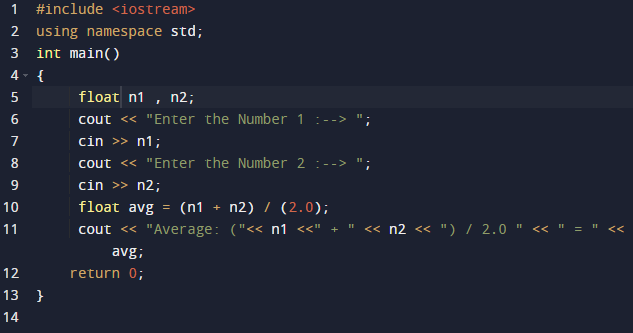 1 #include <iostream>
2 using namespace std;
3 int main()
4 {
5 float n1 , n2;
6 cout << "Enter the Number 1 :--> ";
7 cin >> n1;
8 cout << "Enter the Number 2 :--> ";
9 cin >> n2;
10 float avg = (n1 + n2) / (2.0);
11 cout << "Average: ("<< n1 <<" + " << n2 << ") / 2.0 " << " = " <<
avg;
12 return 0;
13 }
14